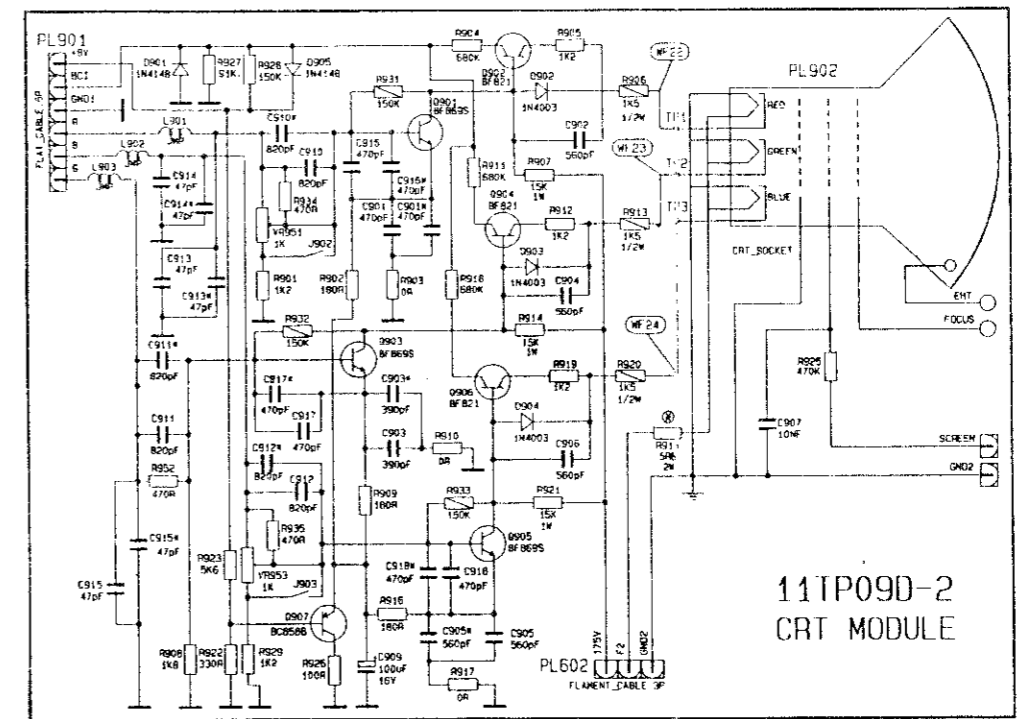 PL901
+8V
BCI
GND1
R
B
G
FLAT_CABLE 6P
D901
1N4148
R927
51K
R928
150K
D905
1N4148
R931
150K
Q901
BF869S
R904
680K
Q902
BF821
R905
1K2
D902
1N4003
R906
1K5
1/2W
WF22
PL902
L901
L902
L903
C910*
820pF
C910
820pF
C915
470pF
C916*
470pF
C902
560pF
R911
680K
R907
15K
1W
WF23
TP1
TP2
TP3
RED
GREEN
BLUE
C914
47pF
C914*
47pF
R934
470R
VR951
1K
J902
C901
470pF
C901*
470pF
Q904
BF821
R912
1K2
R913
1K5
1/2W
CRT_SOCKET
C913
47pF
C913*
47pF
R901
1K2
R902
180R
R903
0R
R918
680K
D903
1N4003
C904
560pF
EHT
FOCUS
R932
150K
Q903
BF869S
R914
15K
1W
WF24
C911*
820pF
C917*
470pF
C903*
390pF
Q906
BF821
R919
1K2
R920
1K5
1/2W
R925
470K
C911
820pF
C917
470pF
C903
390pF
R910
0R
D904
1N4003
C906
560pF
R911
5R6
2W
C907
10NF
SCREEN
GND2
C912*
820pF
C912
820pF
R952
470R
R909
180R
R933
150K
R921
15K
1W
R935
470R
Q905
BF869S
C915*
47pF
R923
5K6
VR953
1K
J903
C918*
470pF
C918
470pF
C915
47pF
Q907
BC858B
R916
180R
C905*
560pF
C905
560pF
R908
1K8
R922
330R
R929
1K2
R926
100R
C909
100uF
16V
R917
0R
175V
F2
GND2
PL602
FLAMENT_CABLE 3P
11TP09D-2
CRT MODULE